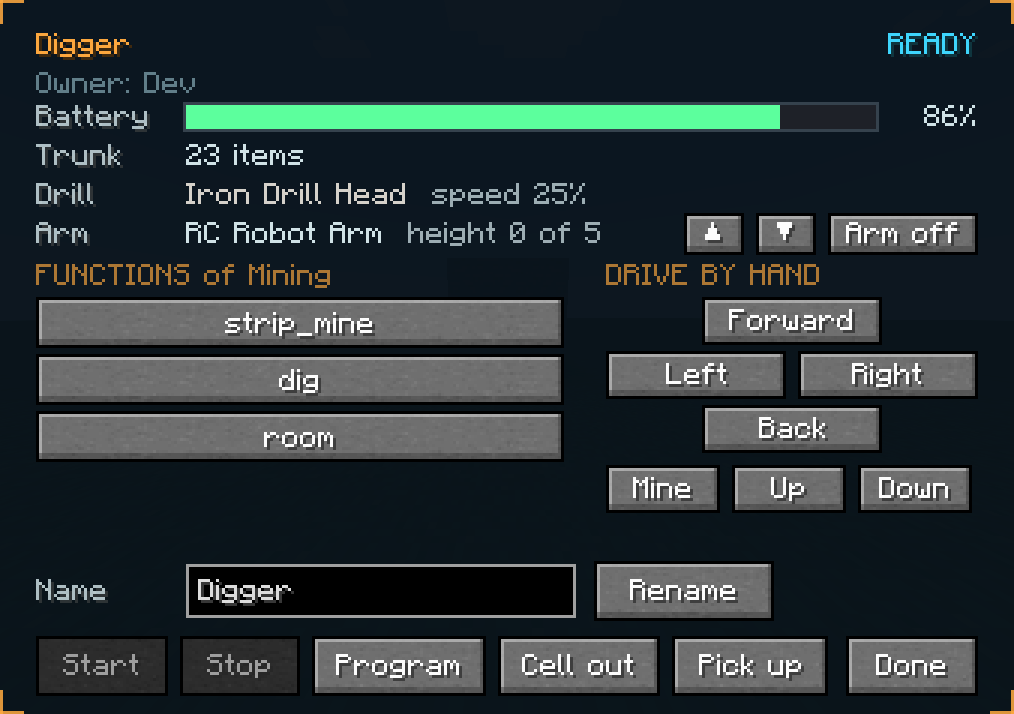 Digger READY
Owner: Dev
Battery 86%
Trunk 23 items
Drill Iron Drill Head speed 25%
Arm RC Robot Arm height 0 of 5 ▲ ▼ Arm off
FUNCTIONS of Mining DRIVE BY HAND
strip_mine Forward
dig Left Right
room Back
Mine Up Down
Name Digger Rename
Start Stop Program Cell out Pick up Done